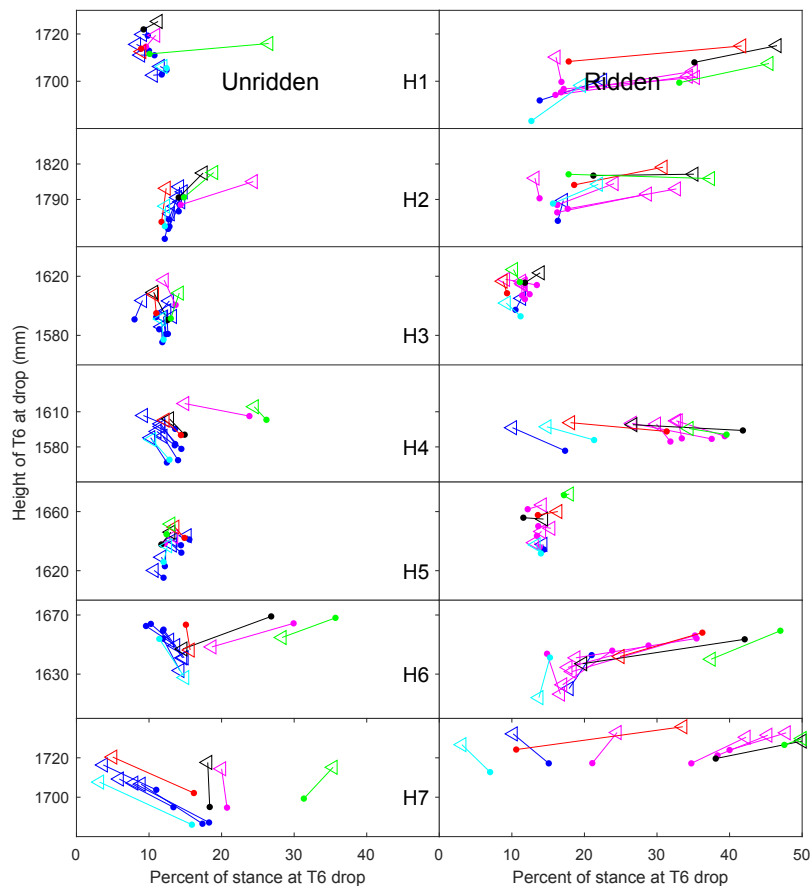 1720
1700
Unridden
Ridden
H1
1820
1790
H2
1620
1580
H3
1610
1580
H4
1660
1620
H5
1670
1630
H6
1720
1700
H7
Height of T6 at drop (mm)
0 10 20 30 40 0 10 20 30 40 50
Percent of stance at T6 drop Percent of stance at T6 drop